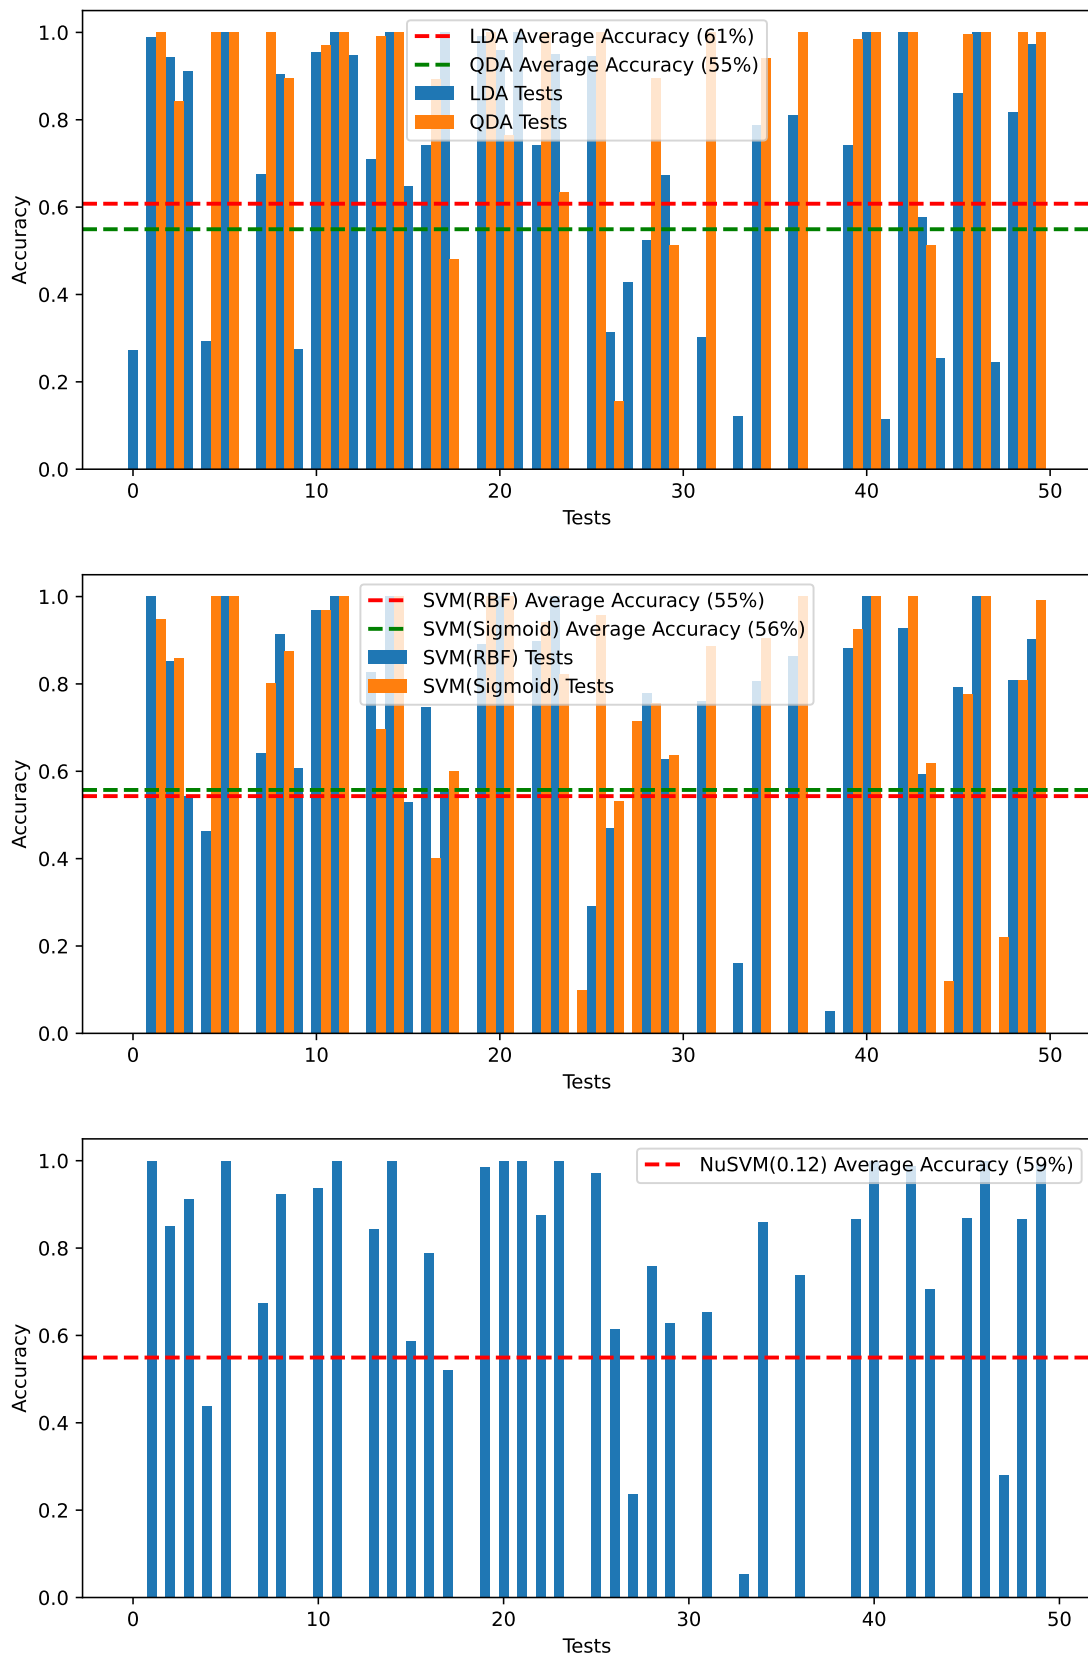 1.0
0.8
0.6
0.4
0.2
0.0
Accuracy
LDA Average Accuracy (61%)
QDA Average Accuracy (55%)
LDA Tests
QDA Tests
0 10 20 30 40 50
Tests
1.0
0.8
0.6
0.4
0.2
0.0
Accuracy
SVM(RBF) Average Accuracy (55%)
SVM(Sigmoid) Average Accuracy (56%)
SVM(RBF) Tests
SVM(Sigmoid) Tests
0 10 20 30 40 50
Tests
1.0
0.8
0.6
0.4
0.2
0.0
Accuracy
NuSVM(0.12) Average Accuracy (59%)
0 10 20 30 40 50
Tests